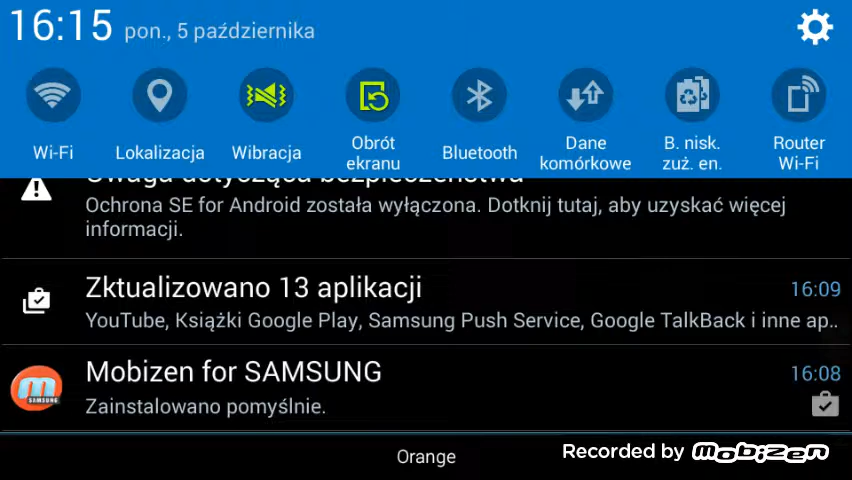 16:15 pon., 5 października
Wi-Fi
Lokalizacja
Wibracja
Obrót
ekranu
Bluetooth
Dane
komórkowe
B. nisk.
zuż. en.
Router
Wi-Fi
Uwaga dotycząca bezpieczeństwa
Ochrona SE for Android została wyłączona. Dotknij tutaj, aby uzyskać więcej
informacji.
Zktualizowano 13 aplikacji 16:09
YouTube, Książki Google Play, Samsung Push Service, Google TalkBack i inne ap..
Mobizen for SAMSUNG 16:08
m
SAMSUNG
Zainstalowano pomyślnie.
Orange
Recorded by mobizen